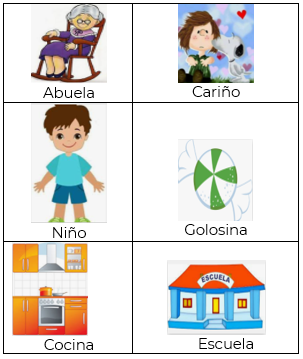 Abuela
Cariño
Niño
Golosina
ESCUELA
Cocina
Escuela